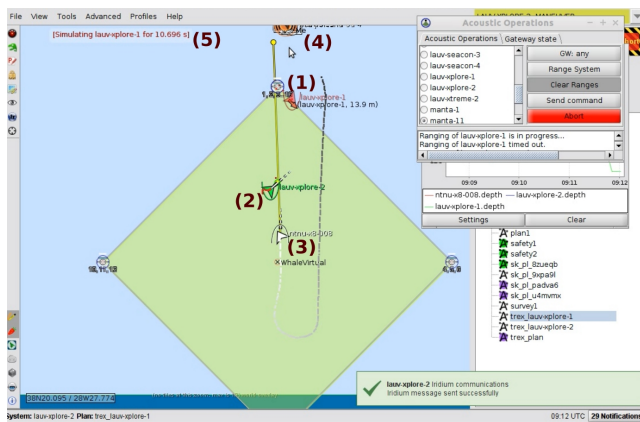 File View Tools Advanced Profiles Help
[Simulating lauv-xplore-1 for 10.696 s] (5)
(4)
(1)
lauv-xplore-1
(lauv-xplore-1, 13.9 m)
lauv-xplore-2
(2)
ntnu-x8-008
(3)
WhaleVirtual
38N20.095 / 28W27.774
Acoustic Operations
Acoustic Operations Gateway state
lauv-seacon-3
lauv-seacon-4
lauv-xplore-1
lauv-xplore-2
lauv-xtreme-2
manta-1
manta-11
GW: any
Range System
Clear Ranges
Send command
Abort
Ranging of lauv-xplore-1 is in progress...
Ranging of lauv-xplore-1 timed out.
09:09 09:10 09:11 09:12
ntnu-x8-008.depth lauv-xplore-2.depth
lauv-xplore-1.depth
Settings Clear
plan1
safety1
safety2
sk_pl_8zueqb
sk_pl_9xpa9l
sk_pl_padva6
sk_pl_u4mvmx
survey1
trex_lauv-xplore-1
trex_lauv-xplore-2
trex_plan
lauv-xplore-2 Iridium communications
Iridium message sent successfully
System: lauv-xplore-2 Plan: trex_lauv-xplore-1
09:12 UTC 29 Notifications